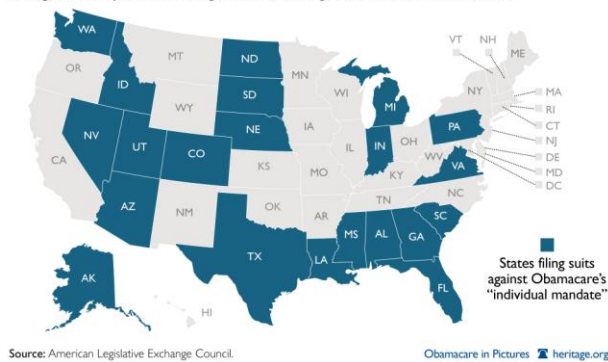 WA
MT
ND
VT
NH
ME
OR
ID
MN
SD
WI
NY
MA
WY
MI
RI
CT
NE
IA
PA
NJ
NV
UT
CO
IL
IN
OH
DE
CA
KS
MO
WV
VA
MD
KY
DC
AZ
NM
OK
AR
TN
NC
SC
MS
AL
GA
TX
LA
AK
HI
FL
States filing suits
against Obamacare's
"individual mandate"
Source: American Legislative Exchange Council.
Obamacare in Pictures heritage.org